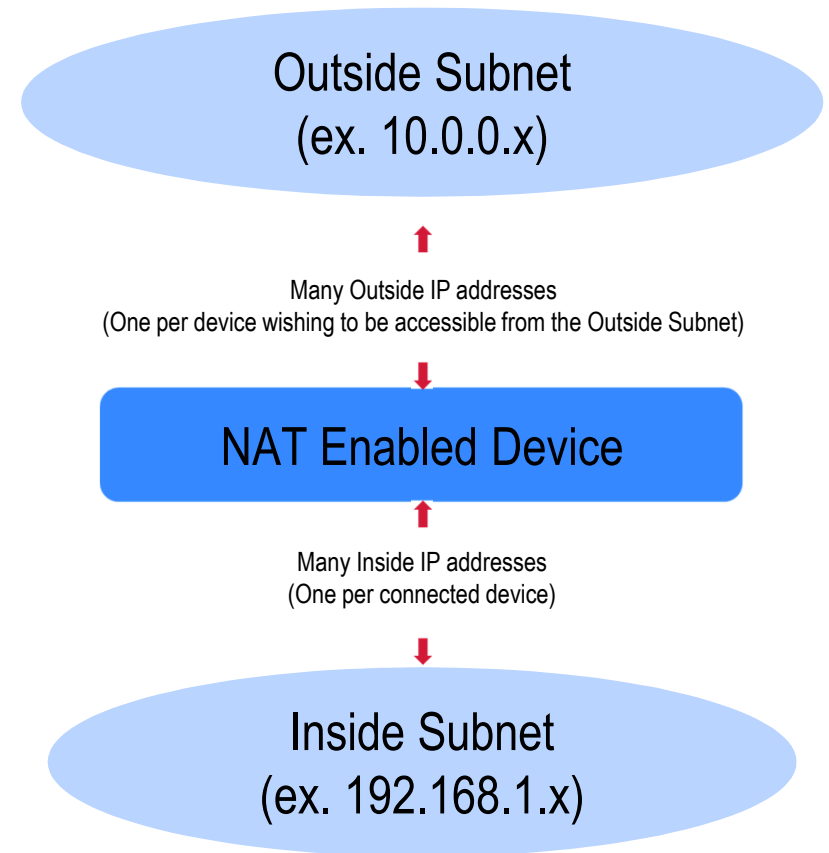 Outside Subnet
(ex. 10.0.0.x)
Many Outside IP addresses
(One per device wishing to be accessible from the Outside Subnet)
NAT Enabled Device
Many Inside IP addresses
(One per connected device)
Inside Subnet
(ex. 192.168.1.x)